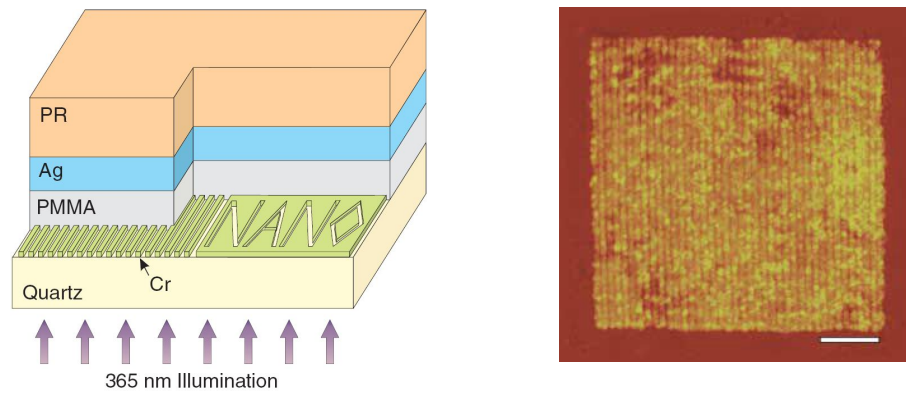 PR
Ag
PMMA
NANO
Cr
Quartz
365 nm Illumination